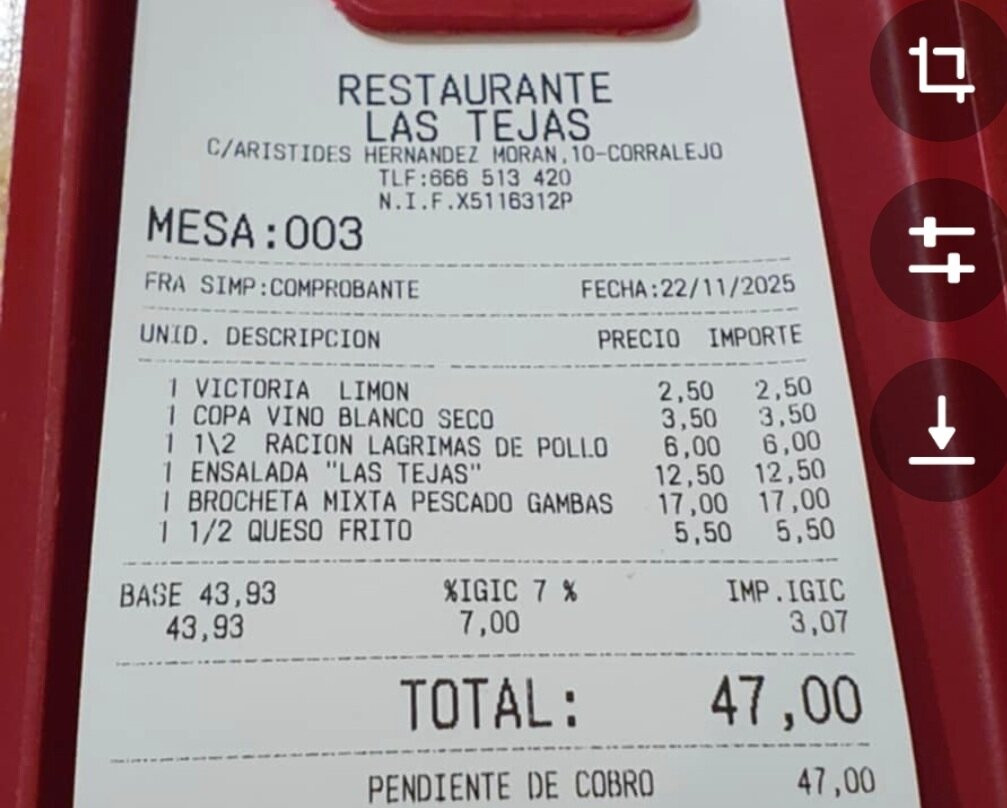 RESTAURANTE
LAS TEJAS
C/ARISTIDES HERNANDEZ MORAN,10-CORRALEJO
TLF:666 513 420
N.I.F.X5116312P
MESA:003
FRA SIMP:COMPROBANTE FECHA:22/11/2025
UNID. DESCRIPCION PRECIO IMPORTE
1 VICTORIA LIMON 2,50 2,50
1 COPA VINO BLANCO SECO 3,50 3,50
1 1\2 RACION LAGRIMAS DE POLLO 6,00 6,00
1 ENSALADA "LAS TEJAS" 12,50 12,50
1 BROCHETA MIXTA PESCADO GAMBAS 17,00 17,00
1 1/2 QUESO FRITO 5,50 5,50
BASE 43,93 %IGIC 7 % IMP.IGIC
43,93 7,00 3,07
TOTAL: 47,00
PENDIENTE DE COBRO 47,00